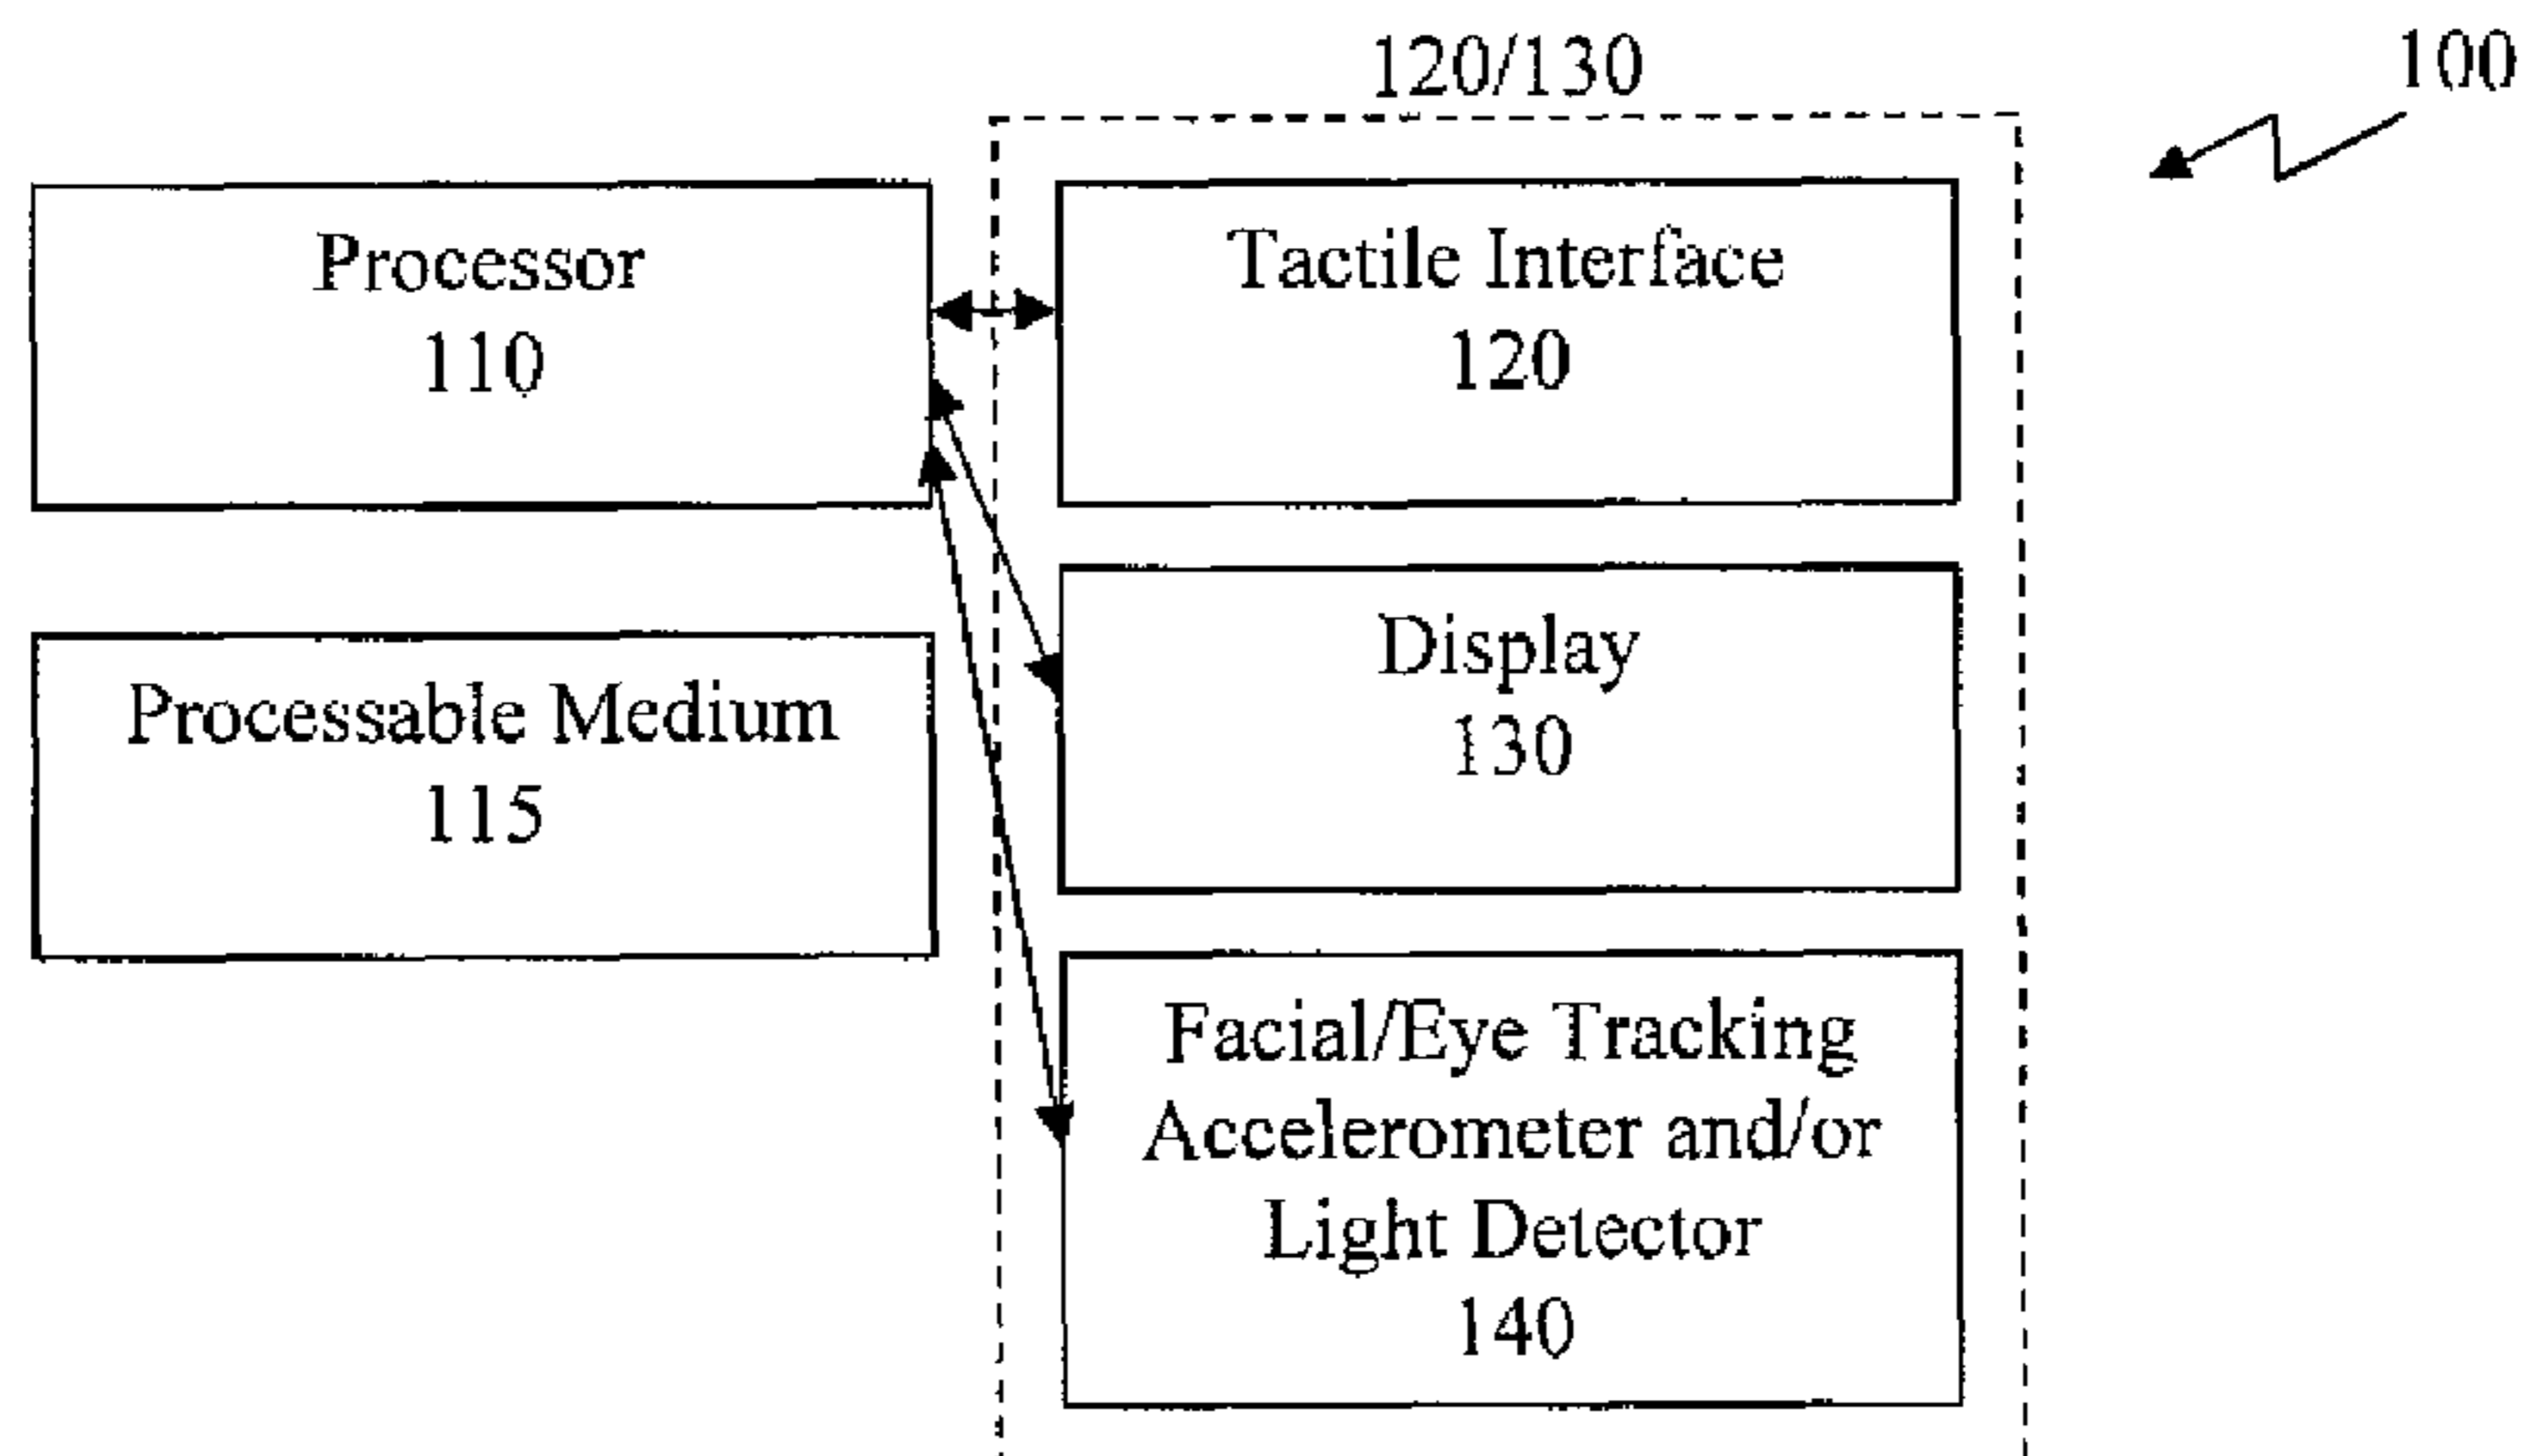 120/130
100
Processor
110
Tactile Interface
120
Processable Medium
115
Display
130
Facial/Eye Tracking
Accelerometer and/or
Light Detector
140